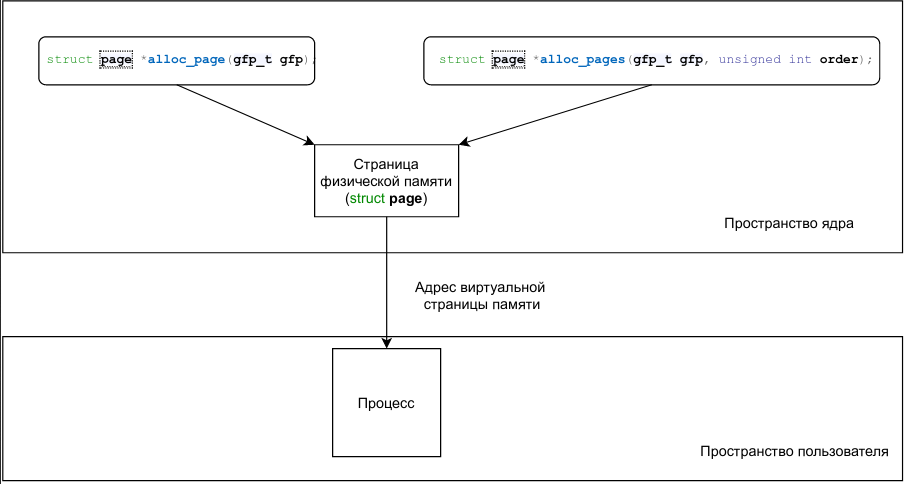 struct page *alloc_page(gfp_t gfp);
struct page *alloc_pages(gfp_t gfp, unsigned int order);
Страница
физической памяти
(struct page)
Пространство ядра
Адрес виртуальной
страницы памяти
Процесс
Пространство пользователя